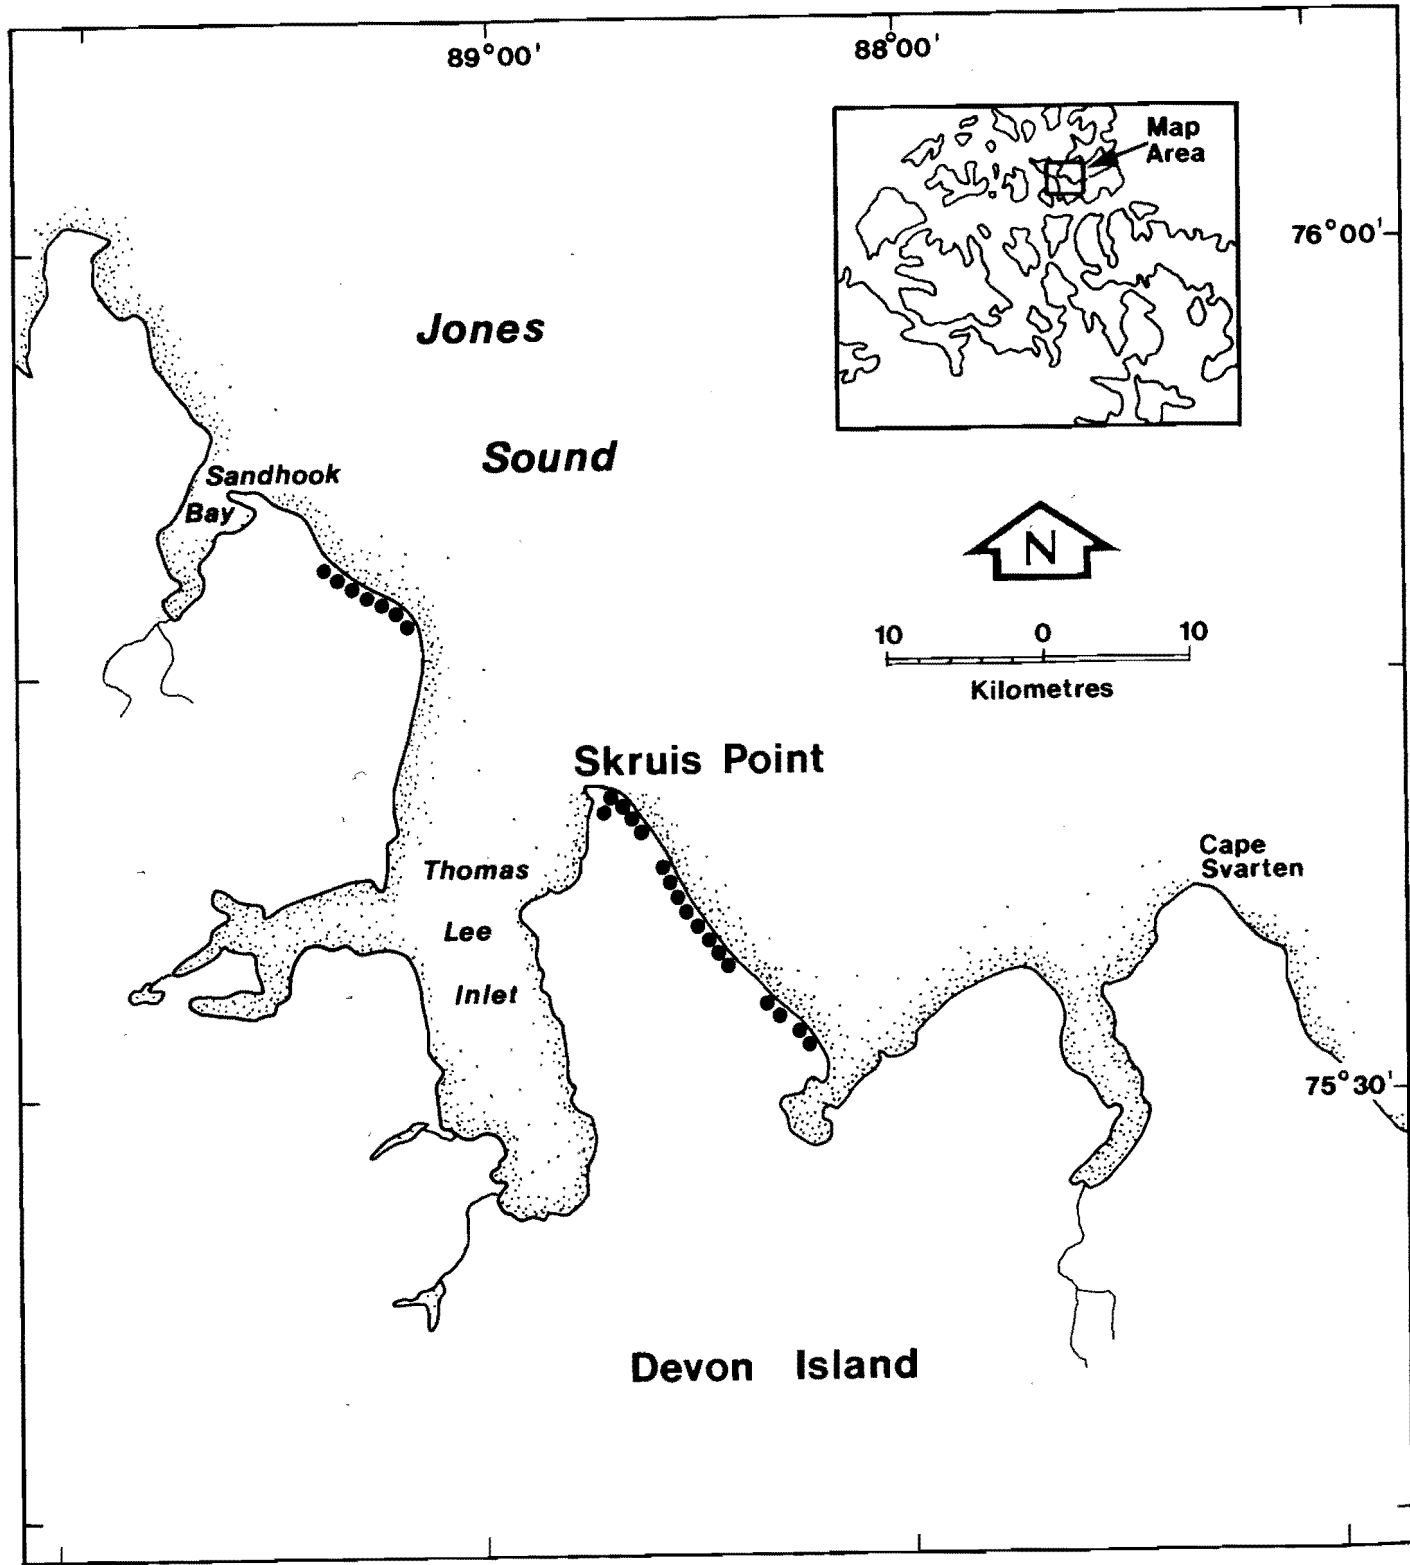 89°00'
88°00'
Map
Area
76°00'
Jones
Sound
Sandhook
Bay
N
10 0 10
Kilometres
Skruis Point
Cape
Svarten
Thomas
Lee
Inlet
75°30'
Devon Island